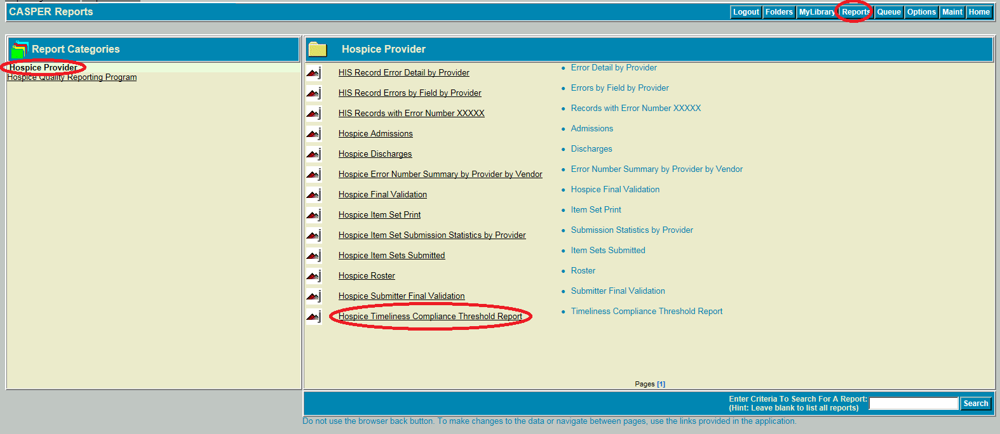 CASPER Reports
Logout Folders MyLibrary Reports Queue Options Maint Home
Report Categories
Hospice Provider
Hospice Quality Reporting Program
Hospice Provider
HIS Record Error Detail by Provider
Error Detail by Provider
HIS Record Errors by Field by Provider
Errors by Field by Provider
HIS Records with Error Number XXXXX
Records with Error Number XXXXX
Hospice Admissions
Admissions
Hospice Discharges
Discharges
Hospice Error Number Summary by Provider by Vendor
Error Number Summary by Provider by Vendor
Hospice Final Validation
Hospice Final Validation
Hospice Item Set Print
Item Set Print
Hospice Item Set Submission Statistics by Provider
Submission Statistics by Provider
Hospice Item Sets Submitted
Item Sets Submitted
Hospice Roster
Roster
Hospice Submitter Final Validation
Submitter Final Validation
Hospice Timeliness Compliance Threshold Report
Timeliness Compliance Threshold Report
Pages [1]
Enter Criteria To Search For A Report:
(Hint: Leave blank to list all reports)
Search
Do not use the browser back button. To make changes to the data or navigate between pages, use the links provided in the application.